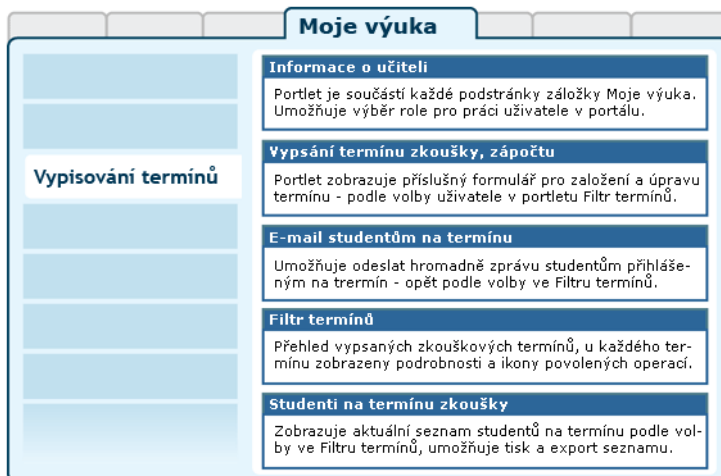 Moje výuka
Vypisování termínů
Informace o učiteli
Portlet je součástí každé podstránky záložky Moje výuka.
Umožňuje výběr role pro práci uživatele v portálu.
Vypsání termínu zkoušky, zápočtu
Portlet zobrazuje příslušný formulář pro založení a úpravu
termínu - podle volby uživatele v portletu Filtr termínů.
E-mail studentům na termínu
Umožňuje odeslat hromadně zprávu studentům přihláše-
ným na trermín - opět podle volby ve Filtru termínů.
Filtr termínů
Přehled vypsaných zkouškových termínů, u každého ter-
mínu zobrazeny podrobnosti a ikony povolených operací.
Studenti na termínu zkoušky
Zobrazuje aktuální seznam studentů na termínu podle vol-
by ve Filtru termínů, umožňuje tisk a export seznamu.